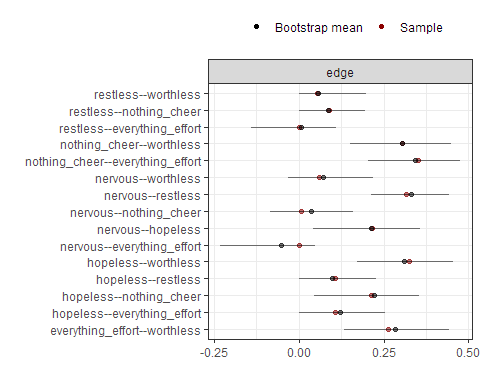 Bootstrap mean Sample
edge
restless--worthless
restless--nothing_cheer
restless--everything_effort
nothing_cheer--worthless
nothing_cheer--everything_effort
nervous--worthless
nervous--restless
nervous--nothing_cheer
nervous--hopeless
nervous--everything_effort
hopeless--worthless
hopeless--restless
hopeless--nothing_cheer
hopeless--everything_effort
everything_effort--worthless
-0.25 0.00 0.25 0.50